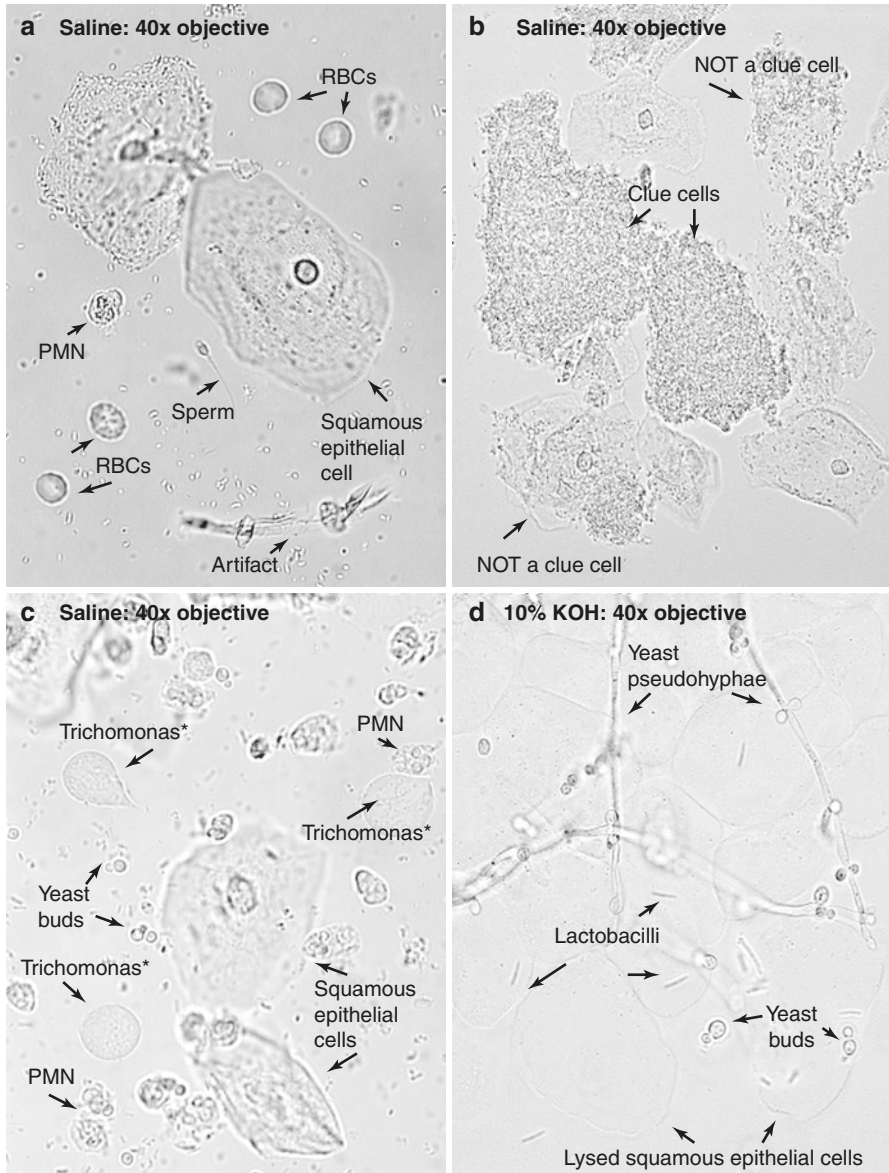 a Saline: 40x objective
RBCs
PMN
Sperm
Squamous
epithelial
cell
RBCs
Artifact
b Saline: 40x objective
NOT a clue cell
Clue cells
NOT a clue cell
c Saline: 40x objective
Trichomonas*
PMN
Trichomonas*
Yeast
buds
Trichomonas*
Squamous
epithelial
cells
PMN
d 10% KOH: 40x objective
Yeast
pseudohyphae
Lactobacilli
Yeast
buds
Lysed squamous epithelial cells